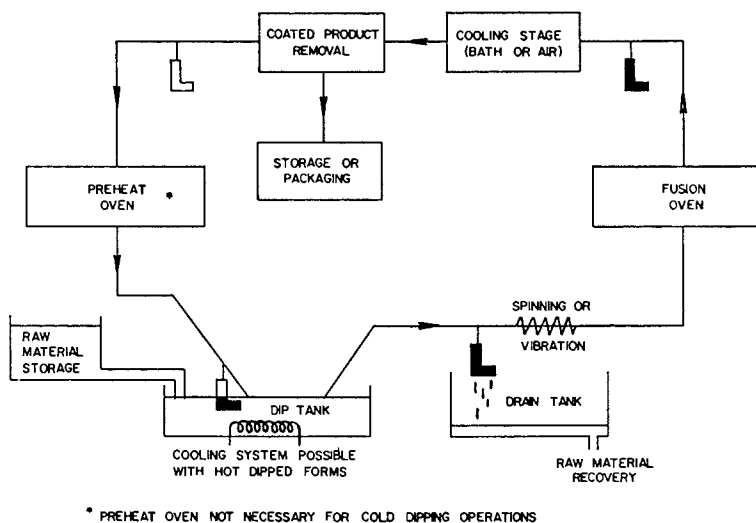 COATED PRODUCT
REMOVAL
COOLING STAGE
(BATH OR AIR)
STORAGE OR
PACKAGING
PREHEAT
OVEN *
FUSION
OVEN
SPINNING OR
VIBRATION
RAW
MATERIAL
STORAGE
DIP TANK
DRAIN TANK
COOLING SYSTEM POSSIBLE
WITH HOT DIPPED FORMS
RAW MATERIAL
RECOVERY
* PREHEAT OVEN NOT NECESSARY FOR COLD DIPPING OPERATIONS